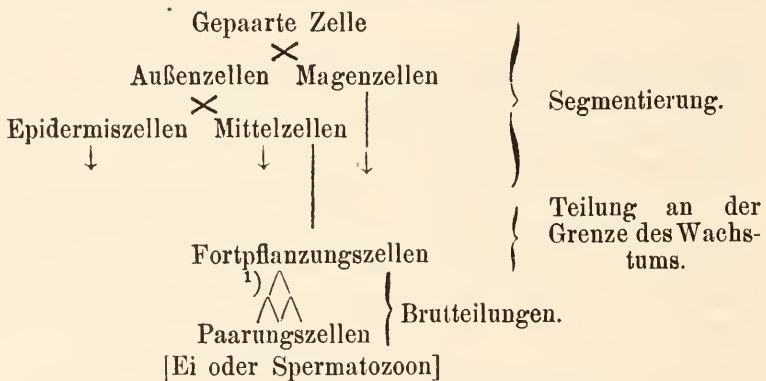 Gepaarte Zelle
Außenzellen Magenzellen
Segmentierung.
Epidermiszellen Mittelzellen
Teilung an der
Grenze des Wachs-
tums.
Fortpflanzungszellen
1)
Brutteilungen.
Paarungszellen
[Ei oder Spermatozoon]